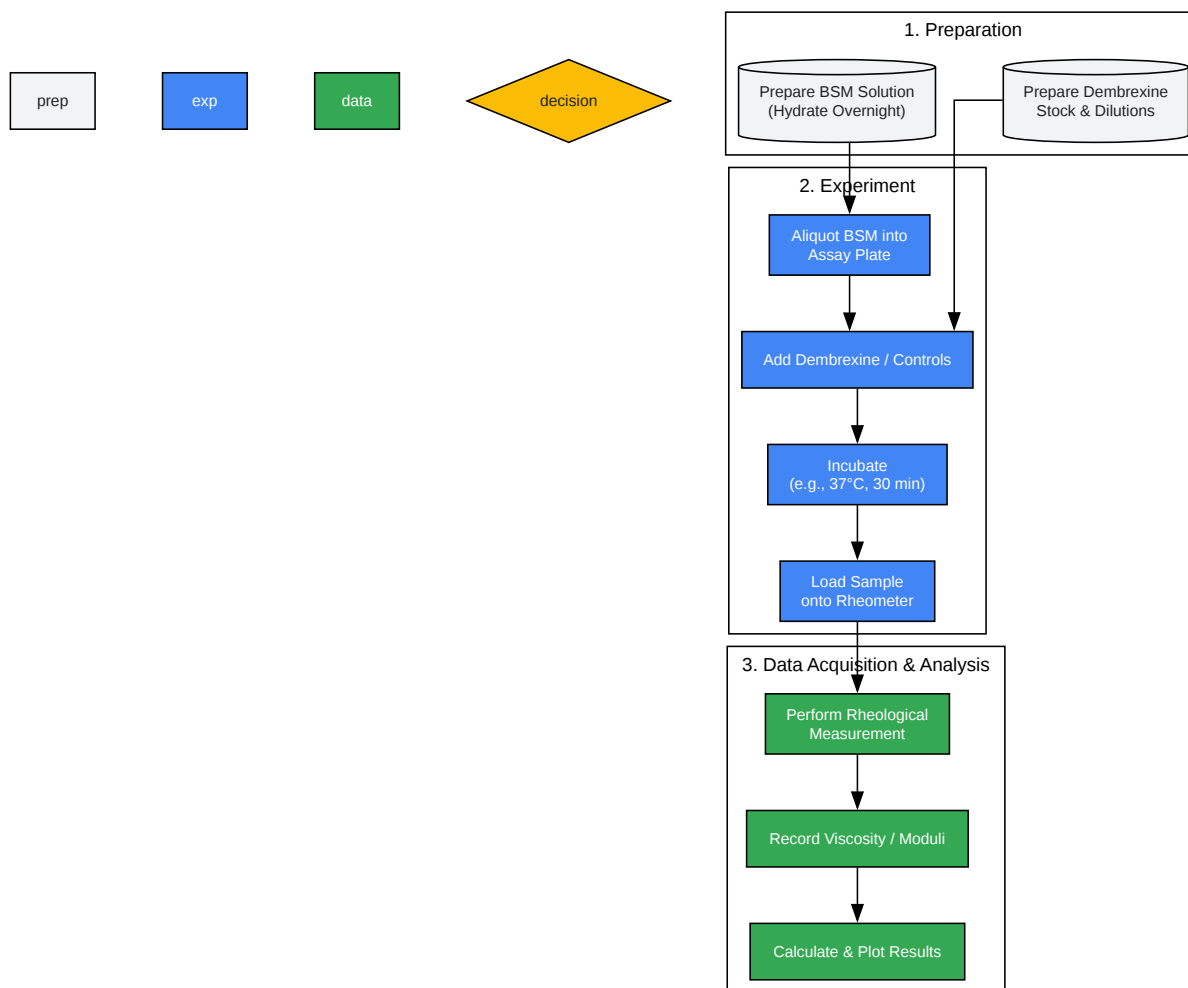 prep
exp
data
decision
1. Preparation
Prepare BSM Solution
(Hydrate Overnight)
Prepare Dembrexine
Stock & Dilutions
2. Experiment
Aliquot BSM into
Assay Plate
Add Dembrexine / Controls
Incubate
(e.g., 37°C, 30 min)
Load Sample
onto Rheometer
3. Data Acquisition & Analysis
Perform Rheological
Measurement
Record Viscosity / Moduli
Calculate & Plot Results